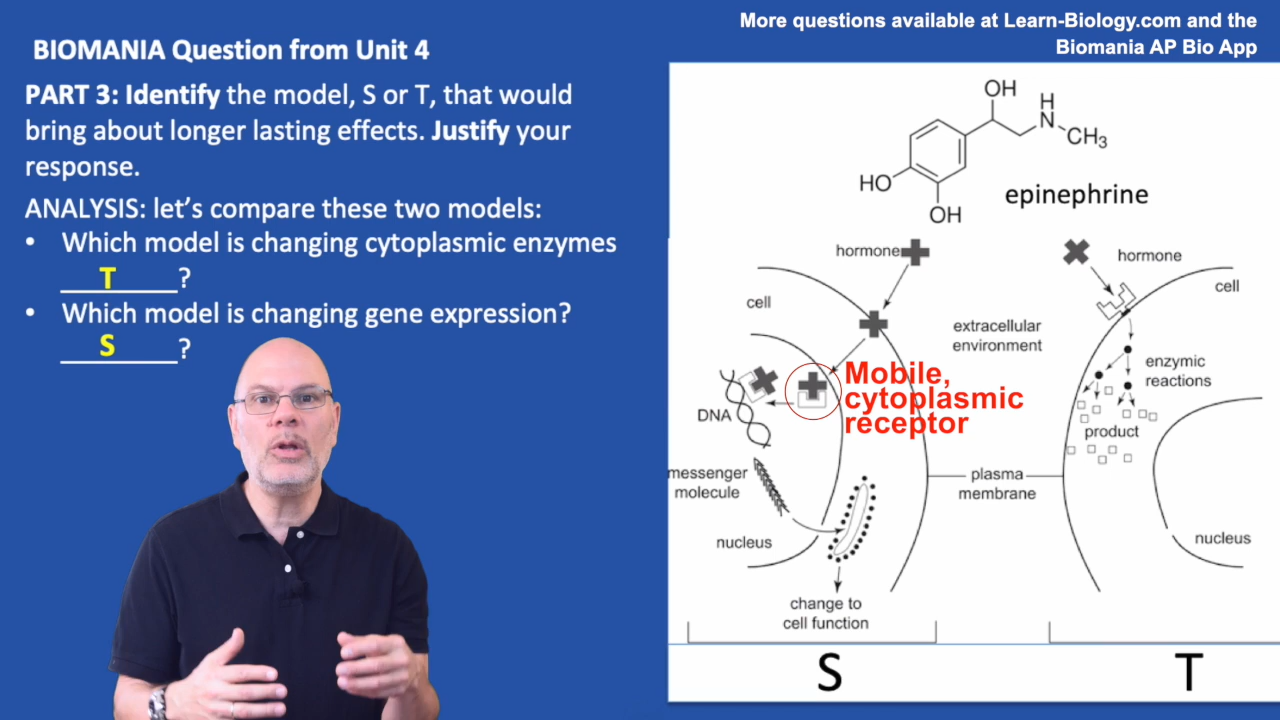 More questions available at Learn-Biology.com and the
Biomania AP Bio App
BIOMANIA Question from Unit 4
PART 3: Identify the model, S or T, that would
bring about longer lasting effects. Justify your
response.
ANALYSIS: let's compare these two models:
• Which model is changing cytoplasmic enzymes
T ?
• Which model is changing gene expression?
S ?
OH
H
N
CH3
HO
OH
epinephrine
hormone
hormone
cell
cell
extracellular
environment
enzymic
reactions
Mobile,
cytoplasmic
receptor
DNA
product
messenger
molecule
plasma
membrane
nucleus
nucleus
change to
cell function
S
T